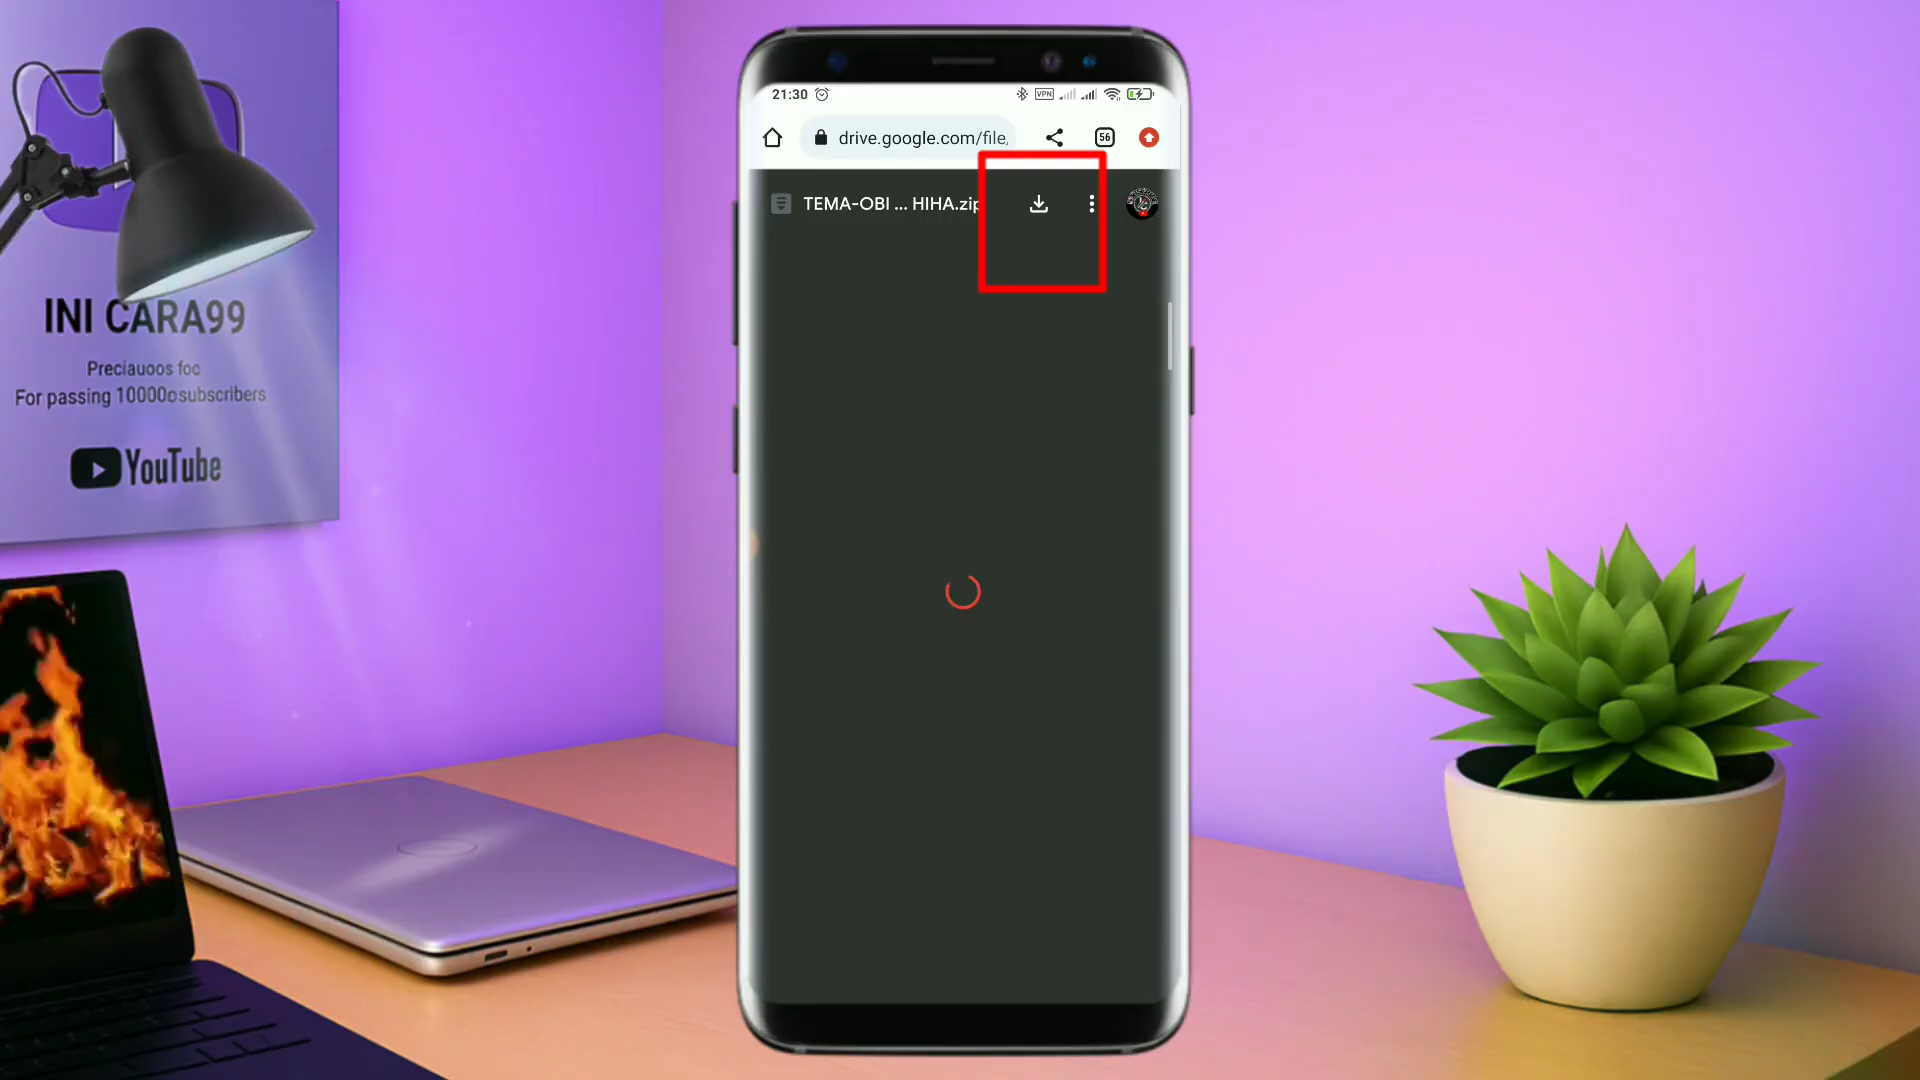 INI CARA99
Preciauoos foc
For passing 10000osubscribers
YouTube
21:30
VPN
drive.google.com/file/
56
TEMA-OBI ... HIHA.zip